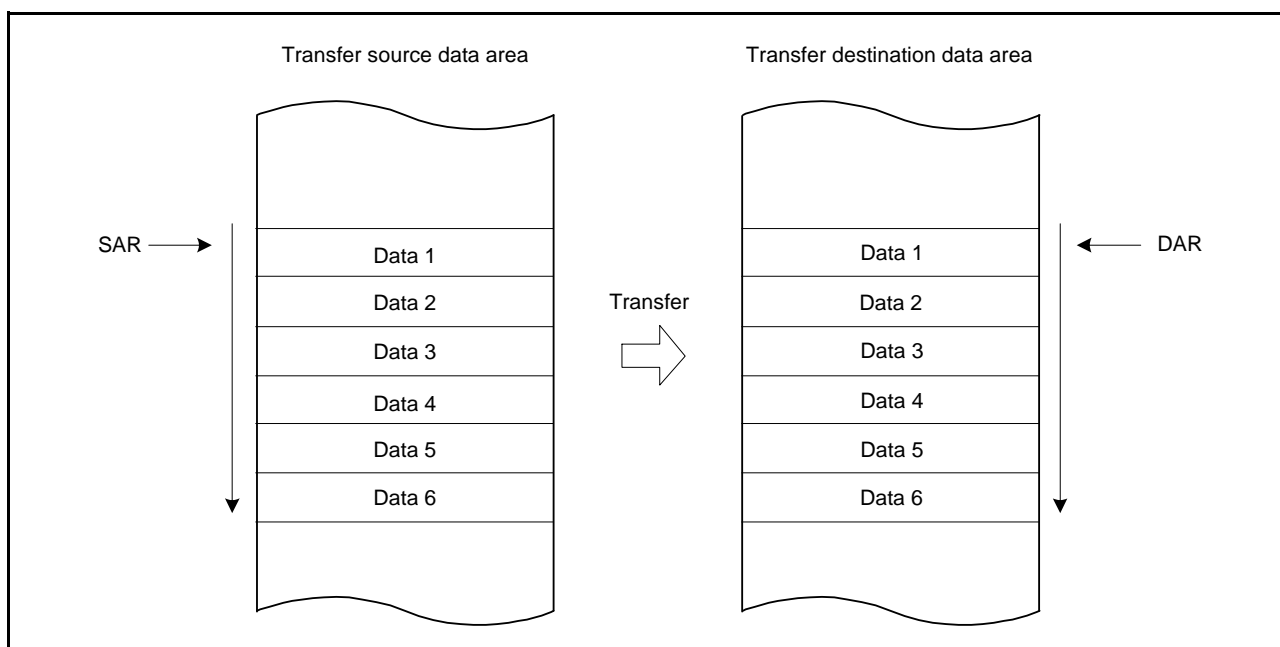 Transfer source data area
Transfer destination data area
SAR
DAR
Data 1
Data 2
Data 3
Data 4
Data 5
Data 6
Transfer
Data 1
Data 2
Data 3
Data 4
Data 5
Data 6